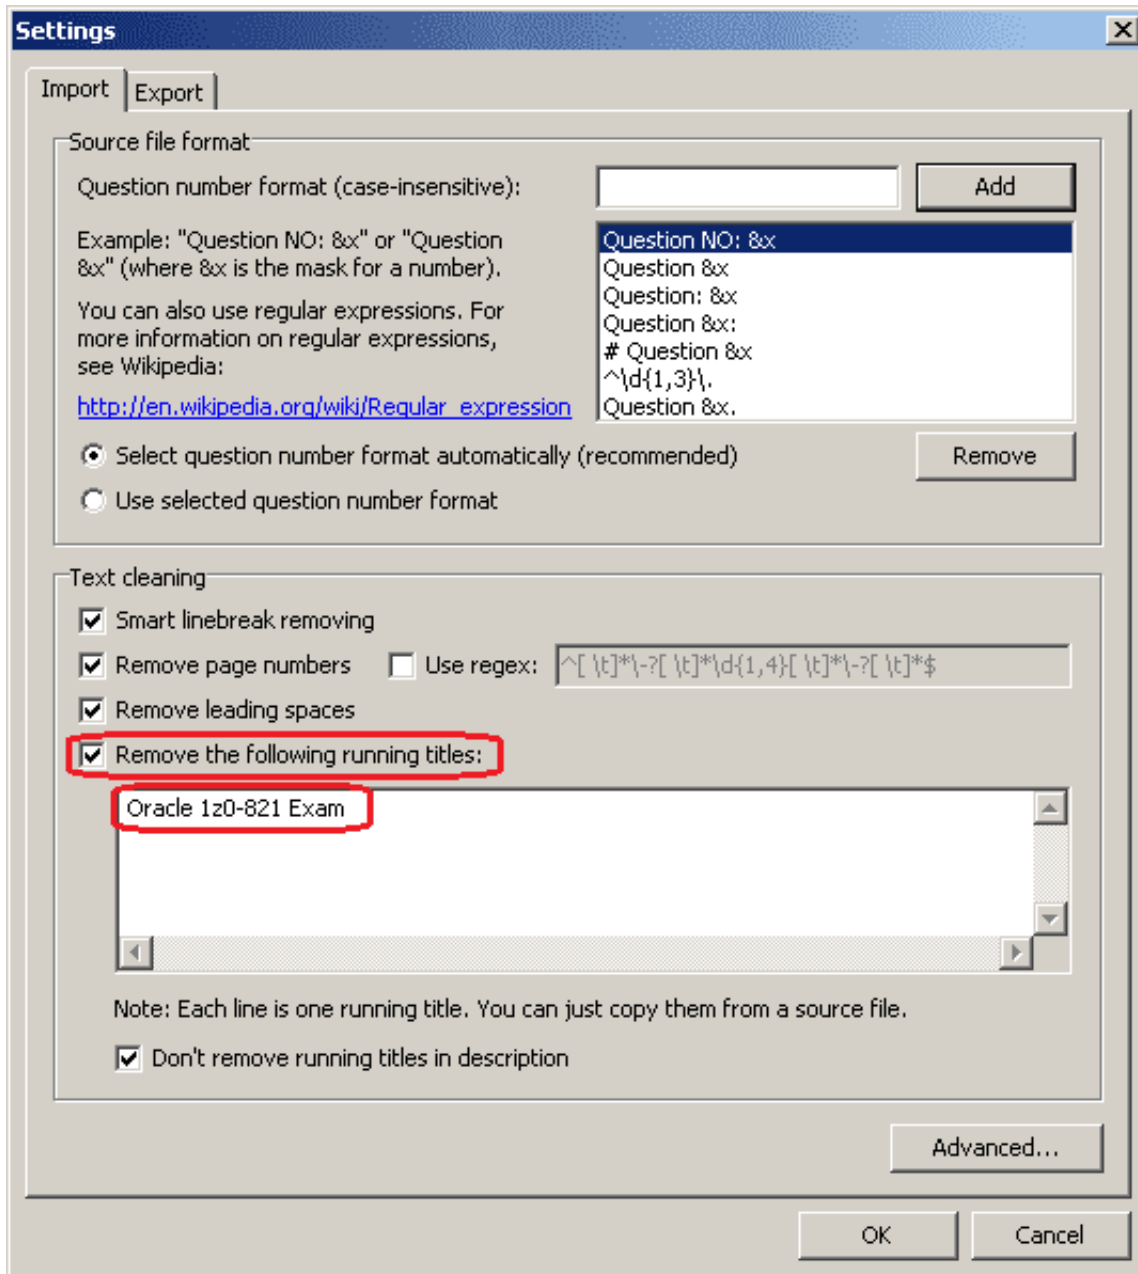 Settings
Import
Export
Source file format
Question number format (case-insensitive):
Add
Example: "Question NO: &x" or "Question
&x" (where &x is the mask for a number).
You can also use regular expressions. For
more information on regular expressions,
see Wikipedia:
http://en.wikipedia.org/wiki/Regular_expression
Question NO: &x
Question &x
Question: &x
Question &x:
# Question &x
^\d{1,3}\.
Question &x.
Select question number format automatically (recommended)
Remove
Use selected question number format
Text cleaning
Smart linebreak removing
Remove page numbers
Use regex:
^[ \t]*\-?[ \t]*\d{1,4}[ \t]*\-?[ \t]*$
Remove leading spaces
Remove the following running titles:
Oracle 1z0-821 Exam
Note: Each line is one running title. You can just copy them from a source file.
Don't remove running titles in description
Advanced...
OK
Cancel